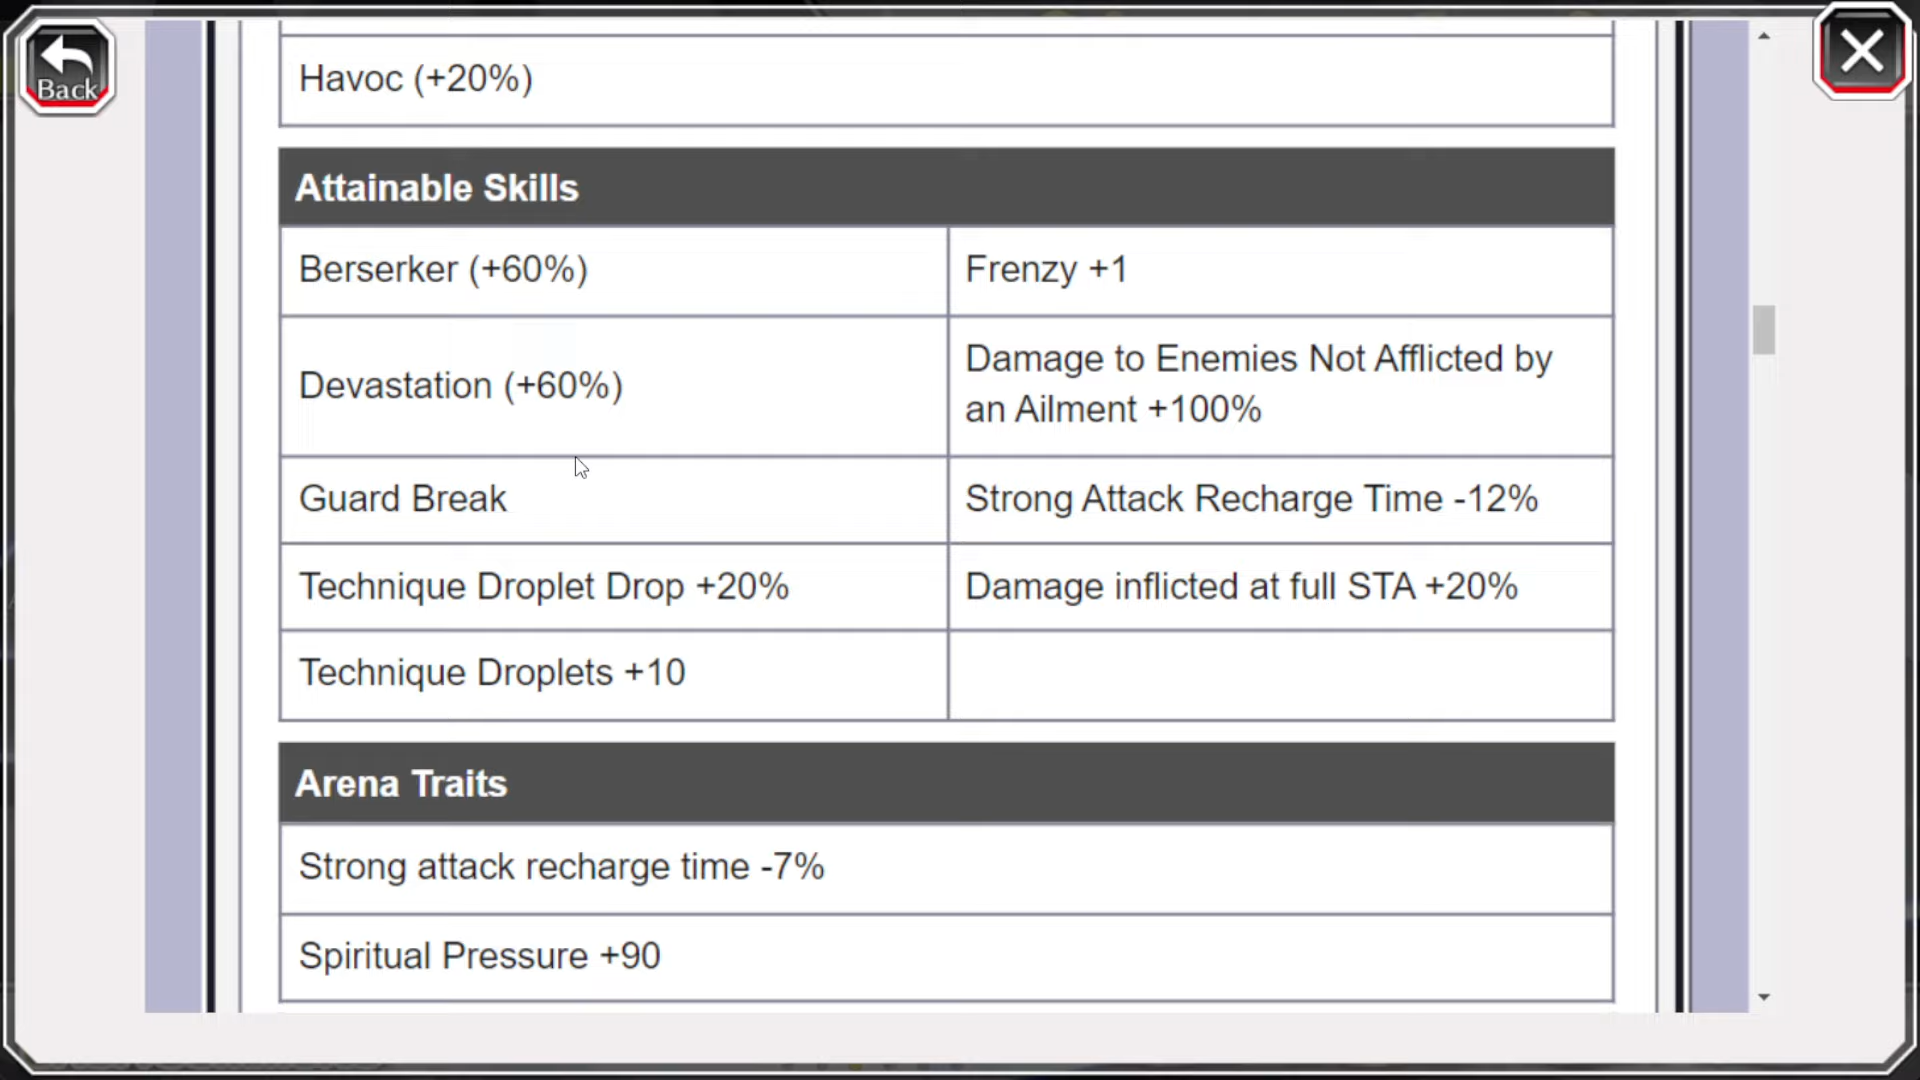 Back
Havoc (+20%)
Attainable Skills
Berserker (+60%)
Frenzy +1
Devastation (+60%)
Damage to Enemies Not Afflicted by
an Ailment +100%
Guard Break
Strong Attack Recharge Time -12%
Technique Droplet Drop +20%
Damage inflicted at full STA +20%
Technique Droplets +10
Arena Traits
Strong attack recharge time -7%
Spiritual Pressure +90